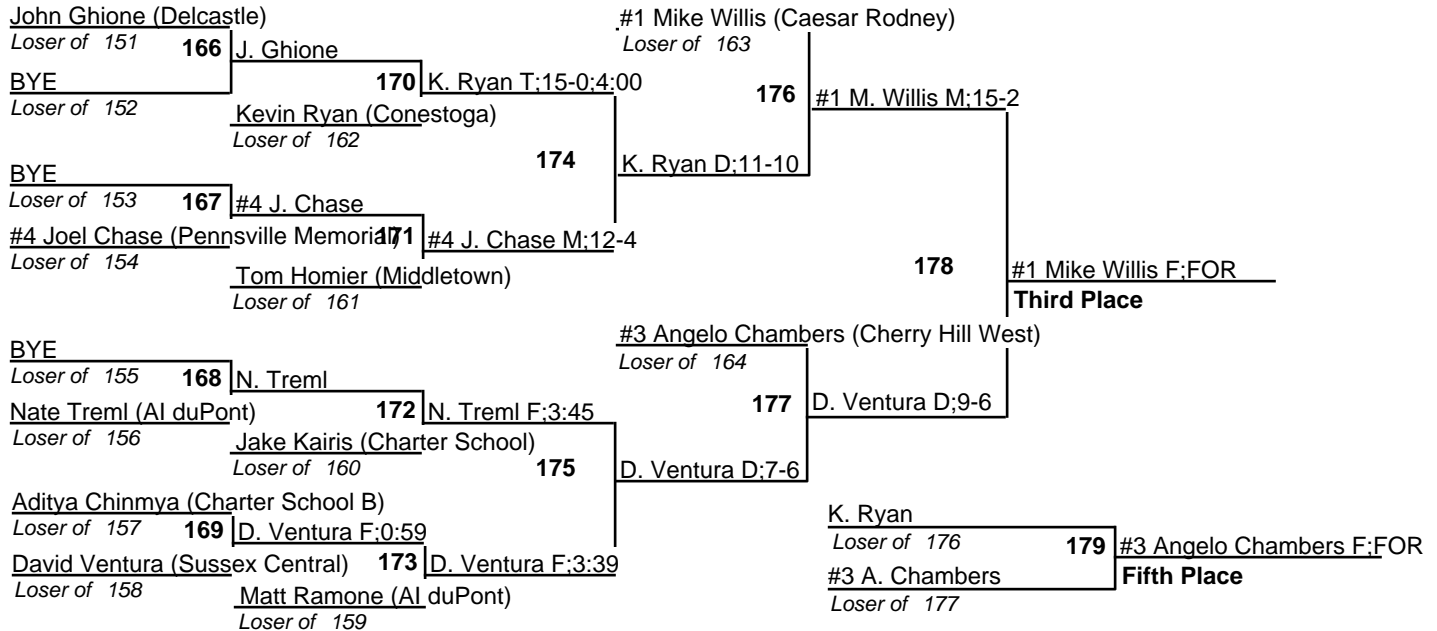 John Ghione (Delcastle)
Loser of 151
166
J. Ghione
BYE
Loser of 152
170
K. Ryan T;15-0;4:00
Kevin Ryan (Conestoga)
Loser of 162
174
BYE
Loser of 153
167
#4 J. Chase
#4 Joel Chase (Pennsville Memorial)
Loser of 154
171
#4 J. Chase M;12-4
Tom Homier (Middletown)
Loser of 161
#1 Mike Willis (Caesar Rodney)
Loser of 163
176
#1 M. Willis M;15-2
K. Ryan D;11-10
178
#1 Mike Willis F;FOR
Third Place
BYE
Loser of 155
168
N. Treml
Nate Treml (AI duPont)
Loser of 156
172
N. Treml F;3:45
Jake Kairis (Charter School)
Loser of 160
175
Aditya Chinmya (Charter School B)
Loser of 157
169
D. Ventura F;0:59
David Ventura (Sussex Central)
Loser of 158
173
D. Ventura F;3:39
Matt Ramone (AI duPont)
Loser of 159
#3 Angelo Chambers (Cherry Hill West)
Loser of 164
177
D. Ventura D;9-6
D. Ventura D;7-6
K. Ryan
Loser of 176
179
#3 Angelo Chambers F;FOR
#3 A. Chambers
Loser of 177
Fifth Place